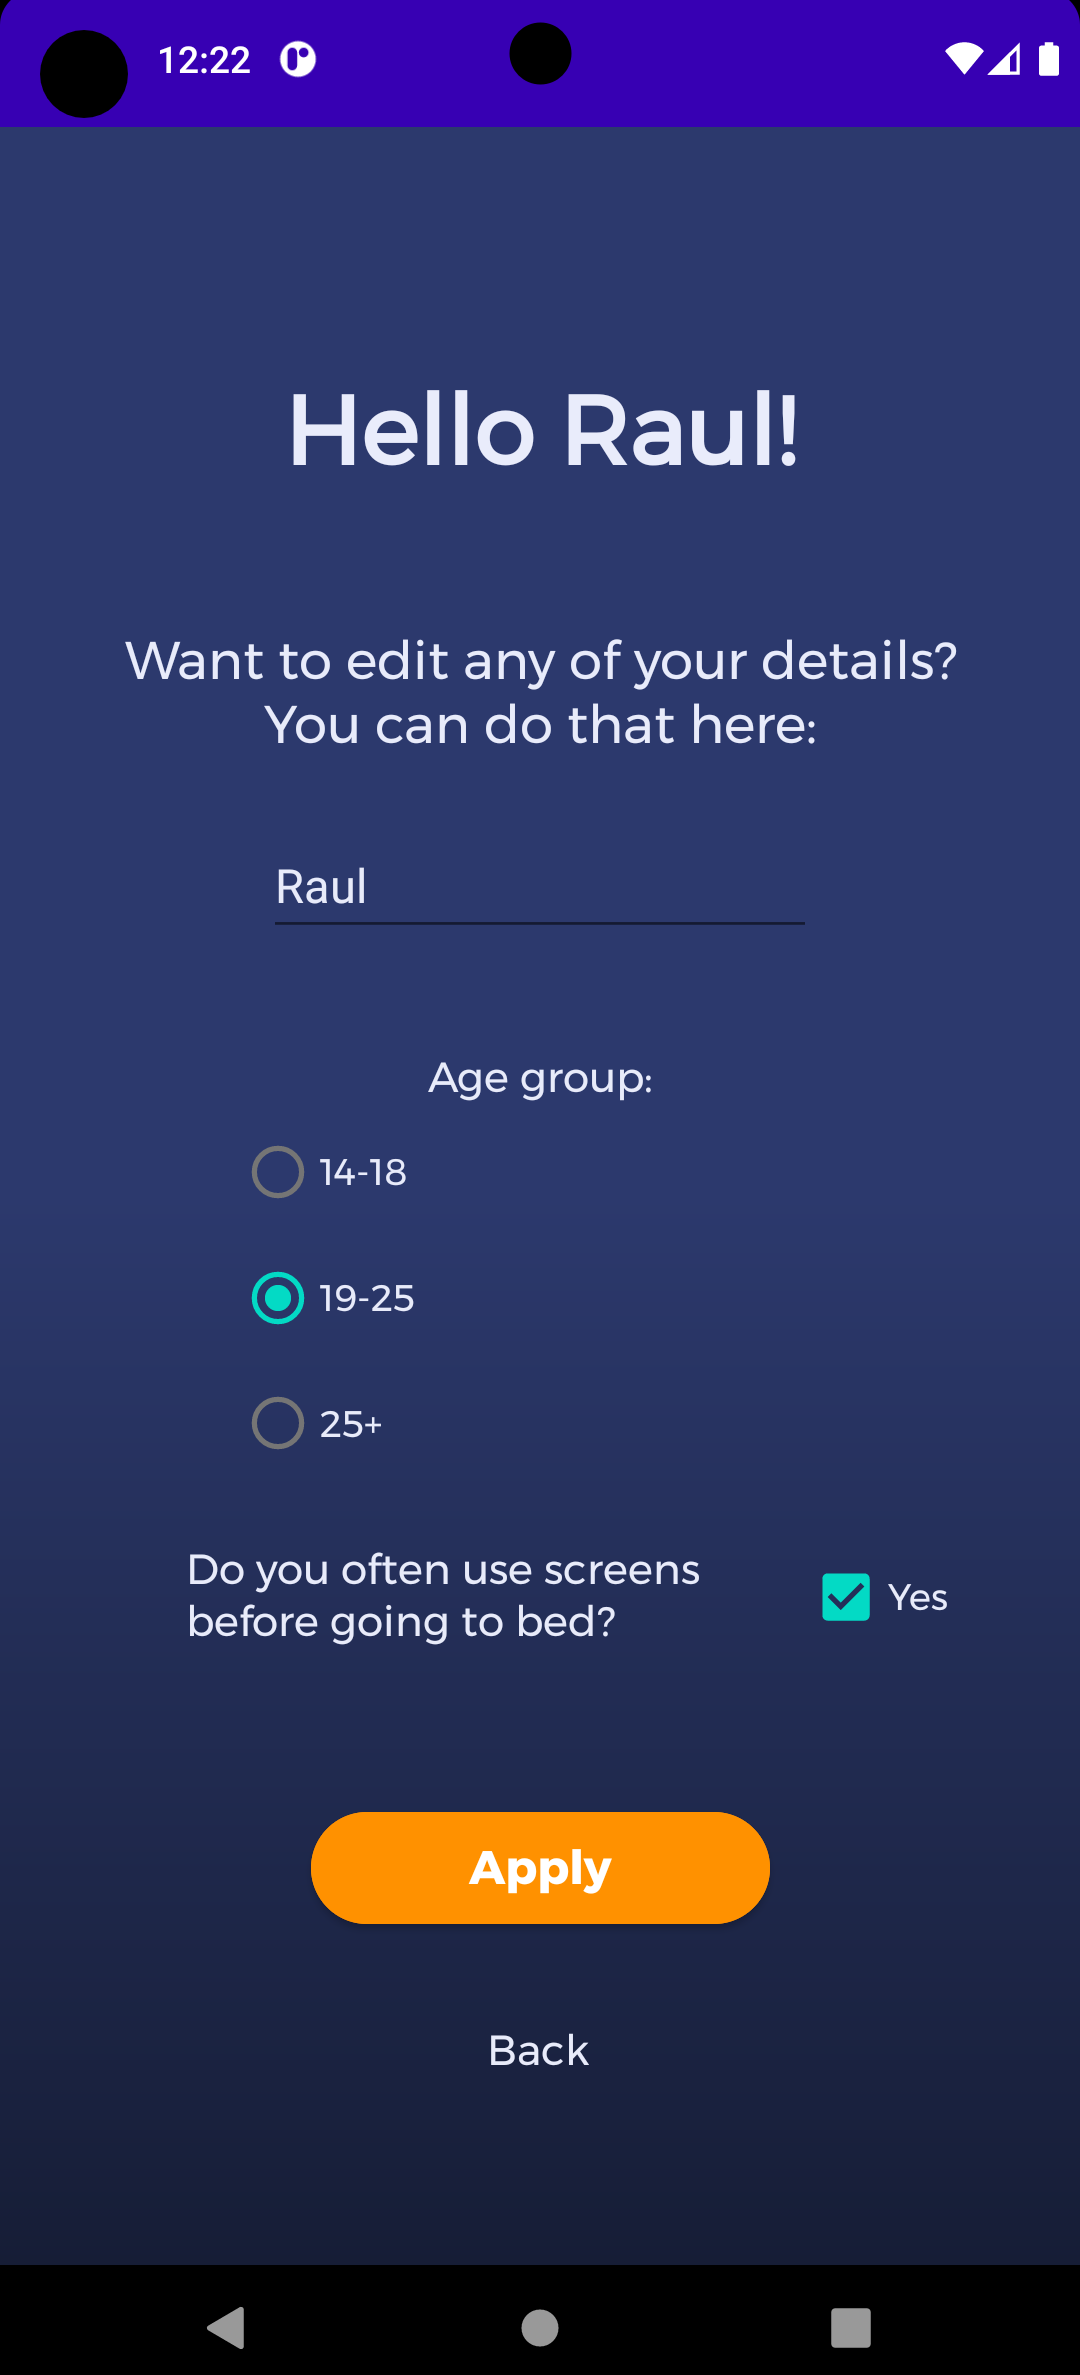 12:22
Hello Raul!
Want to edit any of your details?
You can do that here:
Raul
Age group:
14-18
19-25
25+
Do you often use screens
before going to bed?
Yes
Apply
Back